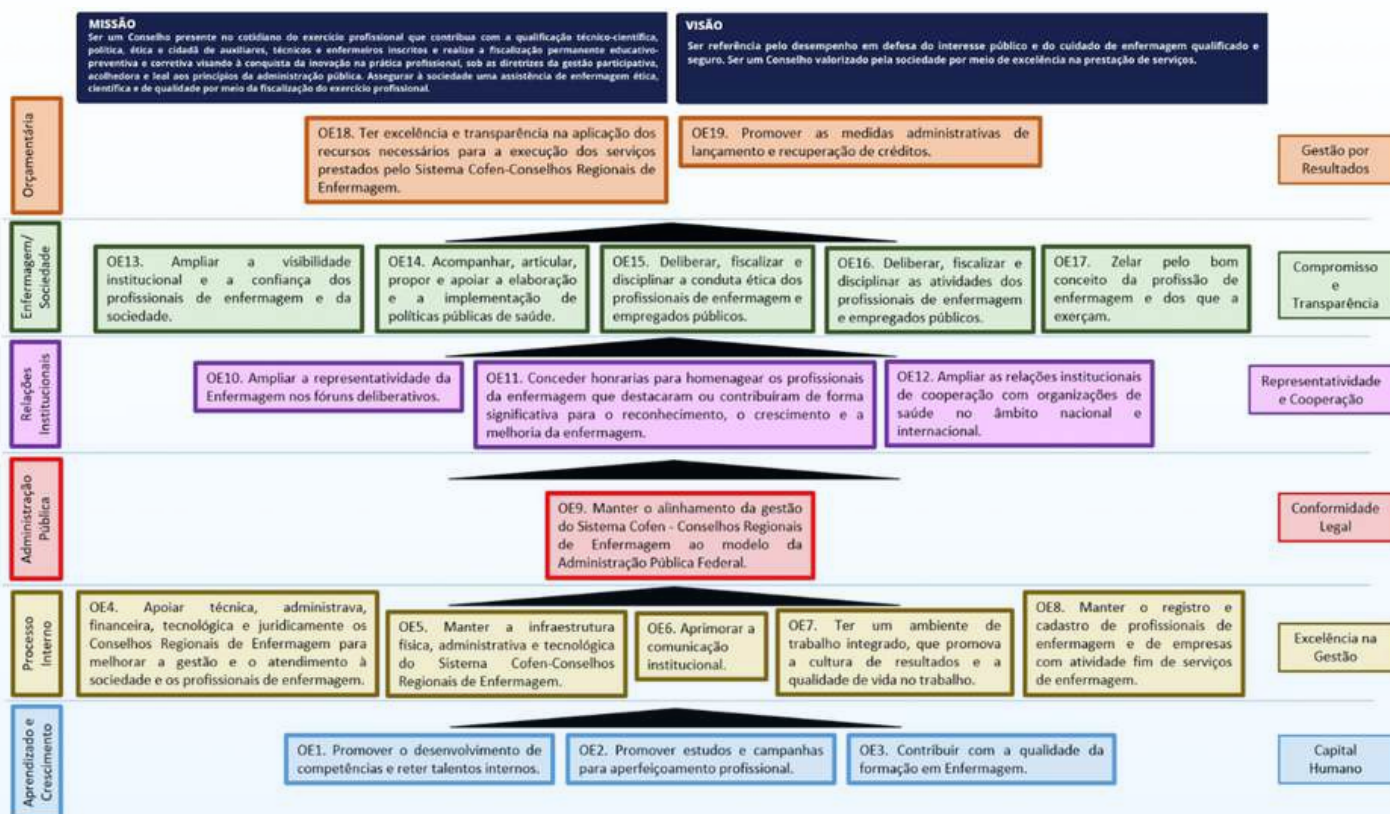 MISSÃO
Ser um Conselho presente no cotidiano do exercício profissional que contribua com a qualificação técnico-científica,
política, ética e cidadã de auxiliares, técnicos e enfermeiros inscritos e realize a fiscalização permanente educativo-
preventiva e corretiva visando à conquista da inovação na prática profissional, sob as diretrizes da gestão participativa,
acolhedora e leal aos princípios da administração pública. Assegurar à sociedade uma assistência de enfermagem ética,
científica e de qualidade por meio da fiscalização do exercício profissional.
VISÃO
Ser referência pelo desempenho em defesa do interesse público e do cuidado de enfermagem qualificado e
seguro. Ser um Conselho valorizado pela sociedade por meio de excelência na prestação de serviços.
Orçamentária
OE18. Ter excelência e transparência na aplicação dos
recursos necessários para a execução dos serviços
prestados pelo Sistema Cofen-Conselhos Regionais de
Enfermagem.
OE19. Promover as medidas administrativas de
lançamento e recuperação de créditos.
Gestão por
Resultados
Enfermagem/
Sociedade
OE13. Ampliar a visibilidade
institucional e a confiança dos
profissionais de enfermagem e da
sociedade.
OE14. Acompanhar, articular,
propor e apoiar a elaboração
e a implementação de
políticas públicas de saúde.
OE15. Deliberar, fiscalizar e
disciplinar a conduta ética dos
profissionais de enfermagem e
empregados públicos.
OE16. Deliberar, fiscalizar e
disciplinar as atividades dos
profissionais de enfermagem
e empregados públicos.
OE17. Zelar pelo bom
conceito da profissão de
enfermagem e dos que a
exerçam.
Compromisso
e
Transparência
Relações
Institucionais
OE10. Ampliar a representatividade da
Enfermagem nos fóruns deliberativos.
OE11. Conceder honrarias para homenagear os profissionais
da enfermagem que destacaram ou contribuíram de forma
significativa para o reconhecimento, o crescimento e a
melhoria da enfermagem.
OE12. Ampliar as relações institucionais
de cooperação com organizações de
saúde no âmbito nacional e
internacional.
Representatividade
e Cooperação
Administração
Pública
OE9. Manter o alinhamento da gestão
do Sistema Cofen - Conselhos Regionais
de Enfermagem ao modelo da
Administração Pública Federal.
Conformidade
Legal
Processo
Interno
OE4. Apoiar técnica, administrava,
financeira, tecnológica e juridicamente os
Conselhos Regionais de Enfermagem para
melhorar a gestão e o atendimento à
sociedade e os profissionais de enfermagem.
OE5. Manter a infraestrutura
física, administrativa e tecnológica
do Sistema Cofen-Conselhos
Regionais de Enfermagem.
OE6. Aprimorar a
comunicação
institucional.
OE7. Ter um ambiente de
trabalho integrado, que promova
a cultura de resultados e a
qualidade de vida no trabalho.
OE8. Manter o registro e
cadastro de profissionais de
enfermagem e de empresas
com atividade fim de serviços
de enfermagem.
Excelência na
Gestão
Aprendizado e
Crescimento
OE1. Promover o desenvolvimento de
competências e reter talentos internos.
OE2. Promover estudos e campanhas
para aperfeiçoamento profissional.
OE3. Contribuir com a qualidade da
formação em Enfermagem.
Capital
Humano